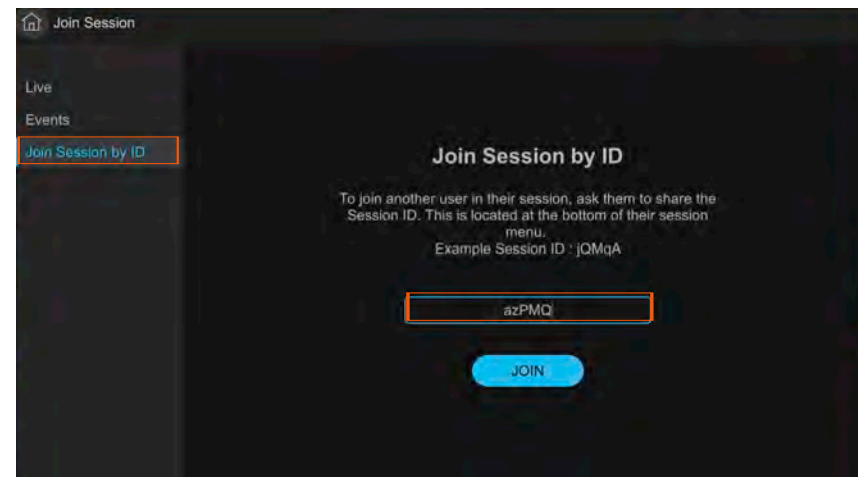 Join Session
Live
Events
Join Session by ID
Join Session by ID
To join another user in their session, ask them to share the
Session ID. This is located at the bottom of their session
menu.
Example Session ID : jQMqA
azPMQ
JOIN